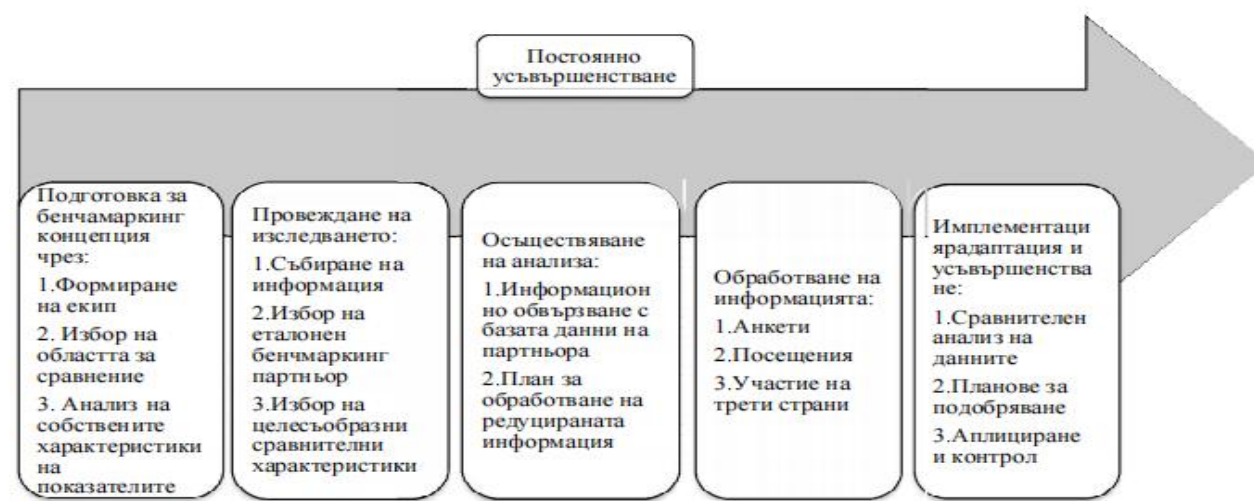 Постоянно
усъвършенстване
Подготовка за
бенчамаркинг
концепция
чрез:
1.Формиране
на екип
2. Избор на
областта за
сравнение
3. Анализ на
собствените
характеристики
на
показателите
Провеждане на
изследването:
1.Събиране на
информация
2.Избор на
еталонен
бенчмаркинг
партньор
3.Избор на
целесъобразни
сравнителни
характеристики
Осъществяване
на анализа:
1.Информацион
но обвързване с
базата данни на
партньора
2.План за
обработване на
редуцираната
информация
Обработване на
информацията:
1.Анкети
2.Посещения
3.Участие на
трети страни
Имплементаци
ярадаптация и
усъвършенства
не:
1.Сравнителен
анализ на
данните
2.Планове за
подобряване
3.Аплициране
и контрол